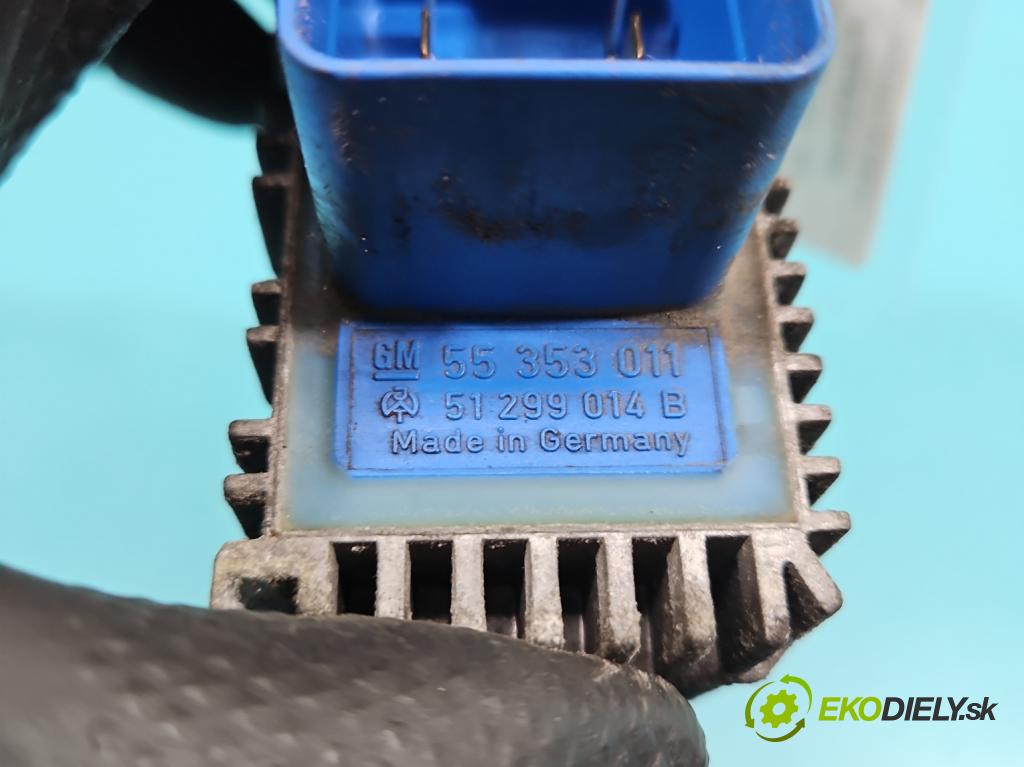 GM 55 353 011
51 299 014 B
Made in Germany
EKODIELY.sk